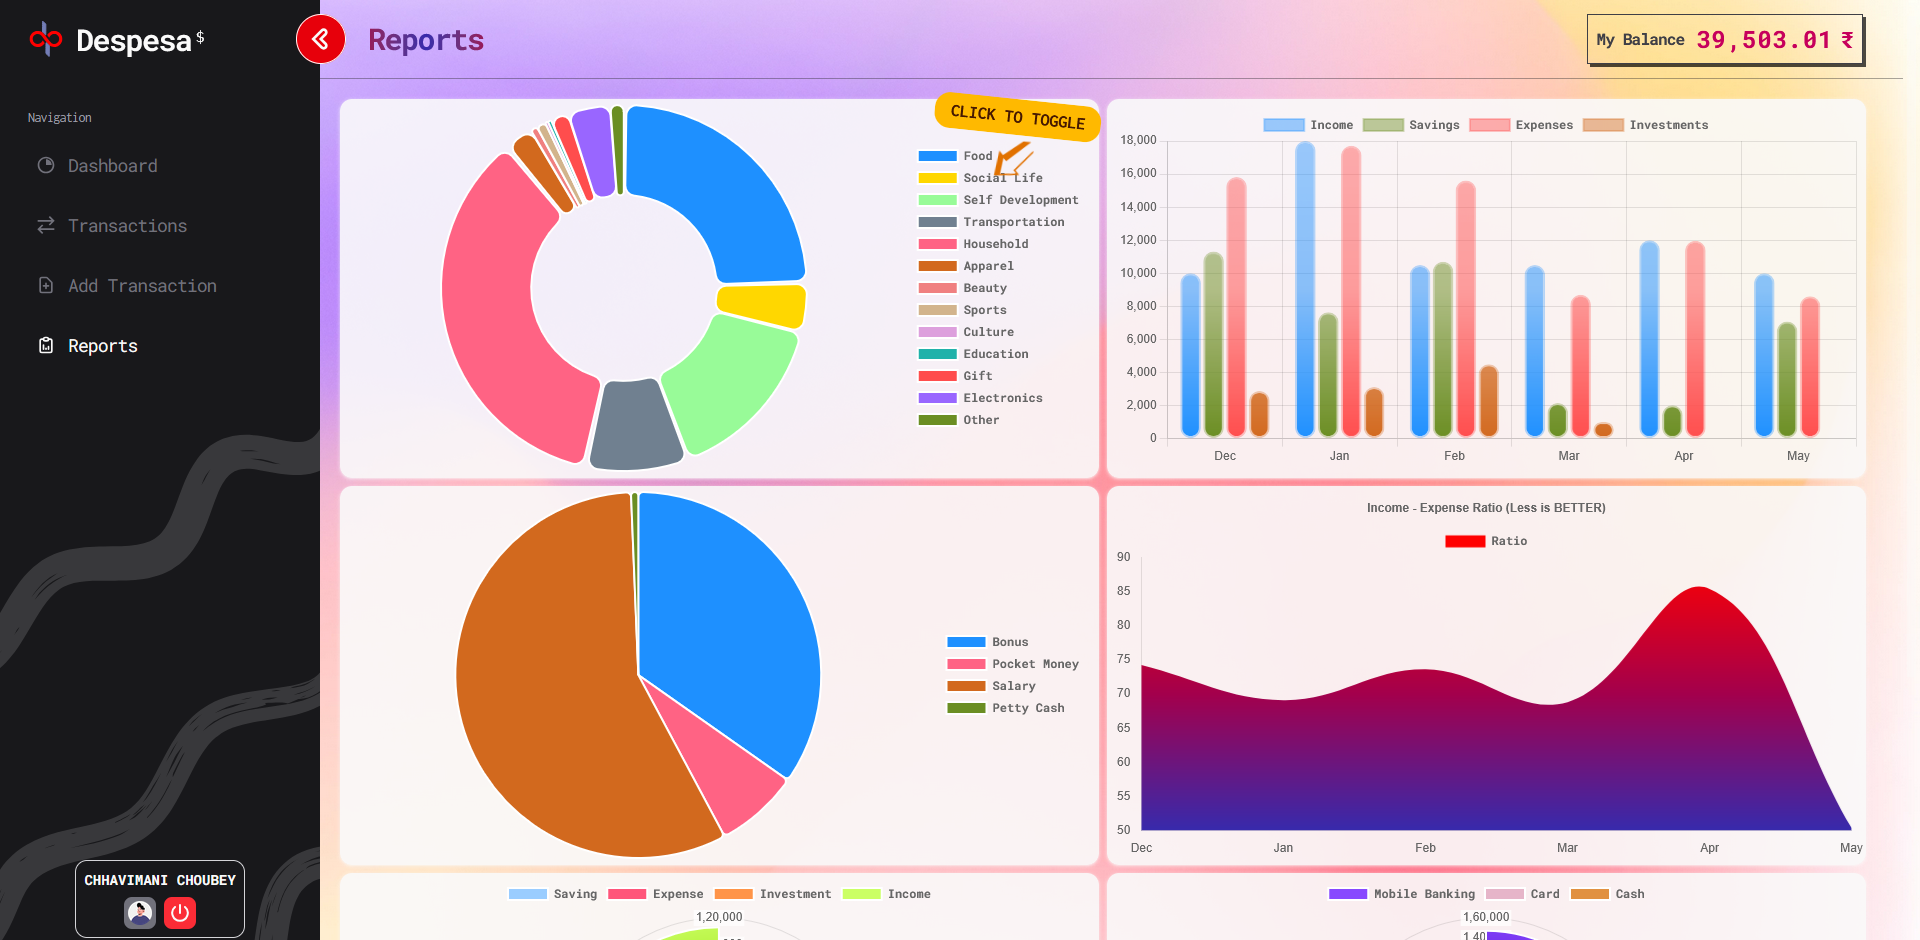 Despesa $
Reports
My Balance 39,503.01 ₹
Navigation
Dashboard
Transactions
Add Transaction
Reports
CHHAVIMANI CHOUBEY
CLICK TO TOGGLE
Food
Social Life
Self Development
Transportation
Household
Apparel
Beauty
Sports
Culture
Education
Gift
Electronics
Other
Income Savings Expenses Investments
18,000
16,000
14,000
12,000
10,000
8,000
6,000
4,000
2,000
0
Dec Jan Feb Mar Apr May
Bonus
Pocket Money
Salary
Petty Cash
Income - Expense Ratio (Less is BETTER)
Ratio
90
85
80
75
70
65
60
55
50
Dec Jan Feb Mar Apr May
Saving Expense Investment Income
1,20,000
Mobile Banking Card Cash
1,60,000